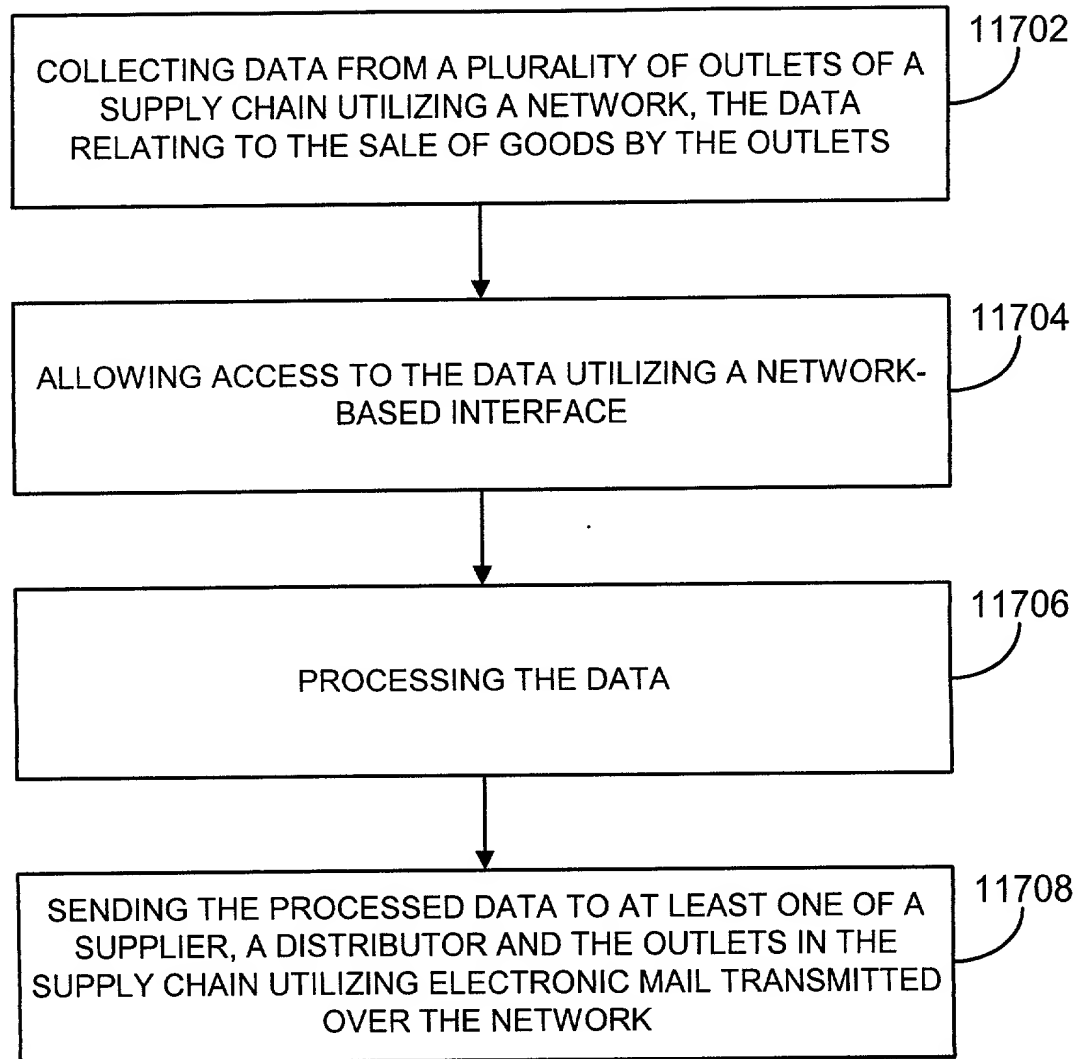 11702
COLLECTING DATA FROM A PLURALITY OF OUTLETS OF A
SUPPLY CHAIN UTILIZING A NETWORK, THE DATA
RELATING TO THE SALE OF GOODS BY THE OUTLETS
11704
ALLOWING ACCESS TO THE DATA UTILIZING A NETWORK-
BASED INTERFACE
11706
PROCESSING THE DATA
11708
SENDING THE PROCESSED DATA TO AT LEAST ONE OF A
SUPPLIER, A DISTRIBUTOR AND THE OUTLETS IN THE
SUPPLY CHAIN UTILIZING ELECTRONIC MAIL TRANSMITTED
OVER THE NETWORK